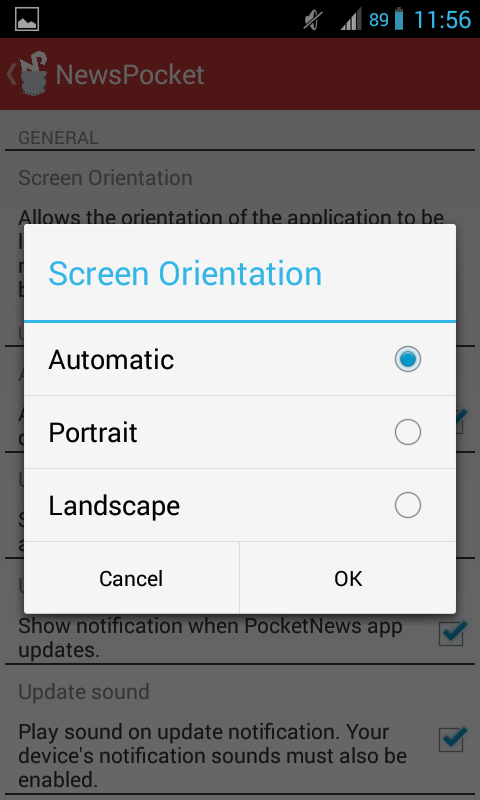 89 11:56
NewsPocket
GENERAL
Screen Orientation
Allows the orientation of the application to be
Screen Orientation
Automatic
Portrait
Landscape
Cancel OK
Show notification when PocketNews app
updates.
Update sound
Play sound on update notification. Your
device's notification sounds must also be
enabled.